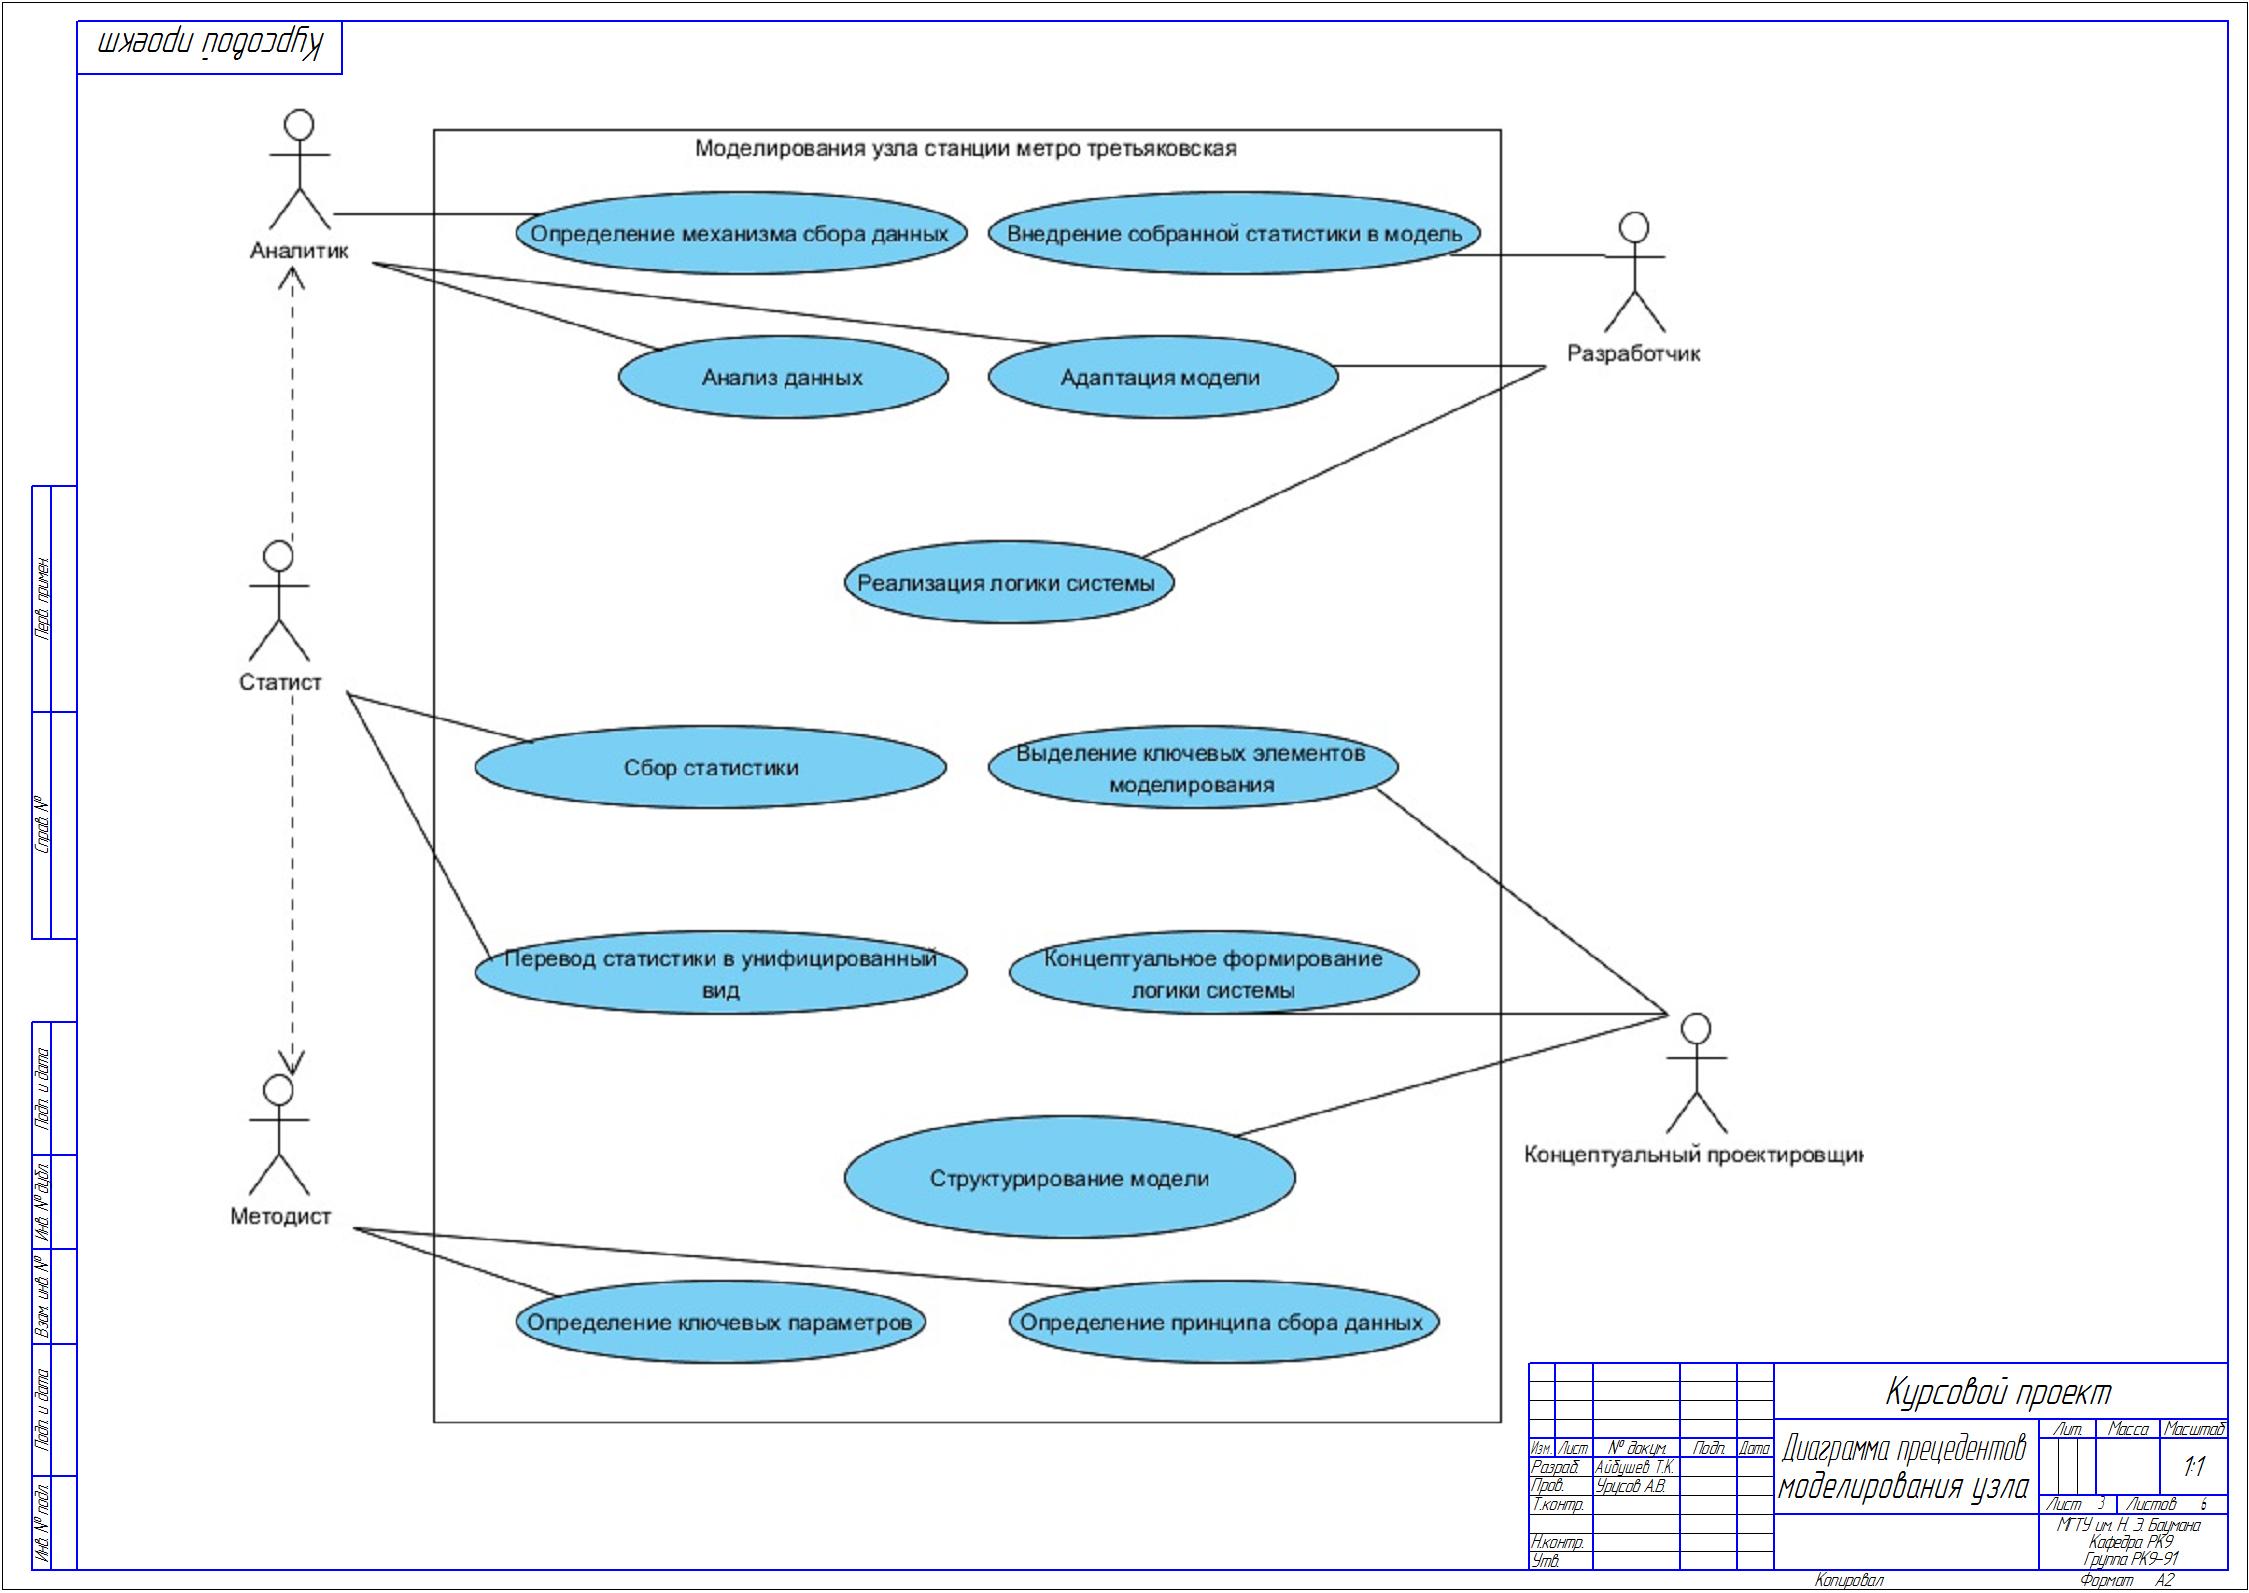 Курсовой проект
Моделирования узла станции метро третьяковская
Определение механизма сбора данных
Внедрение собранной статистики в модель
Аналитик
Разработчик
Анализ данных
Адаптация модели
Реализация логики системы
Статист
Сбор статистики
Выделение ключевых элементов
моделирования
Перевод статистики в унифицированный
вид
Концептуальное формирование
логики системы
Концептуальный проектировщик
Структурирование модели
Методист
Определение ключевых параметров
Определение принципа сбора данных
Перв. примен.
Справ. №
Подп. и дата
Инв. № дубл.
Взам. инв. №
Подп. и дата
Инв. № подл.
Курсовой проект
Диаграмма прецедентов
моделирования узла
Лит. Масса Масштаб
1:1
Изм. Лист № докум. Подп. Дата
Разраб. Айбушев Т.К.
Пров. Урусов А.В.
Т.контр.
Н.контр.
Утв.
Лист 3 Листов 6
МГТУ им. Н. Э. Баумана
Кафедра РК9
Группа РК9-91
Копировал
Формат А2